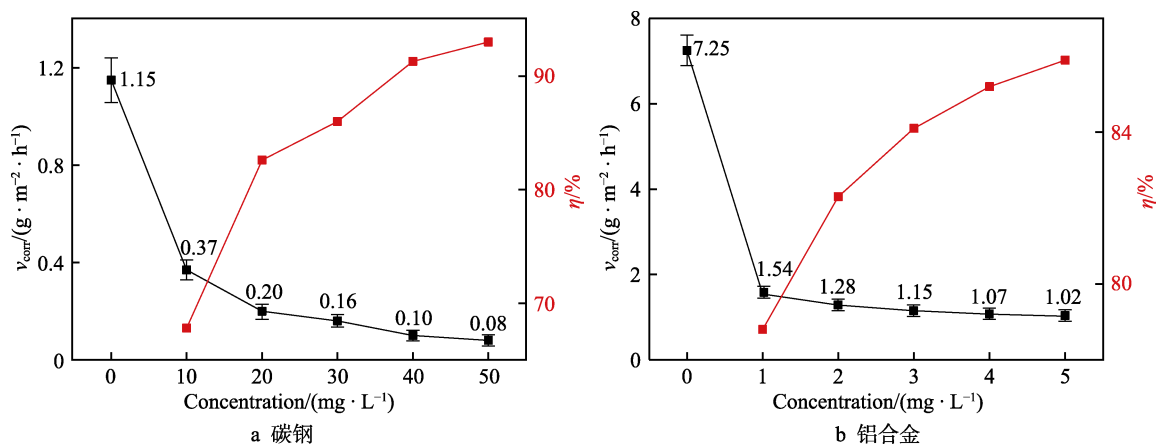 1.2
0.8
0.4
0
v_corr/(g · m⁻² · h⁻¹)
1.15
0.37
0.20
0.16
0.10
0.08
90
80
70
η/%
0 10 20 30 40 50
Concentration/(mg · L⁻¹)
a 碳钢
8
6
4
2
0
v_corr/(g · m⁻² · h⁻¹)
7.25
1.54
1.28
1.15
1.07
1.02
84
80
η/%
0 1 2 3 4 5
Concentration/(mg · L⁻¹)
b 铝合金